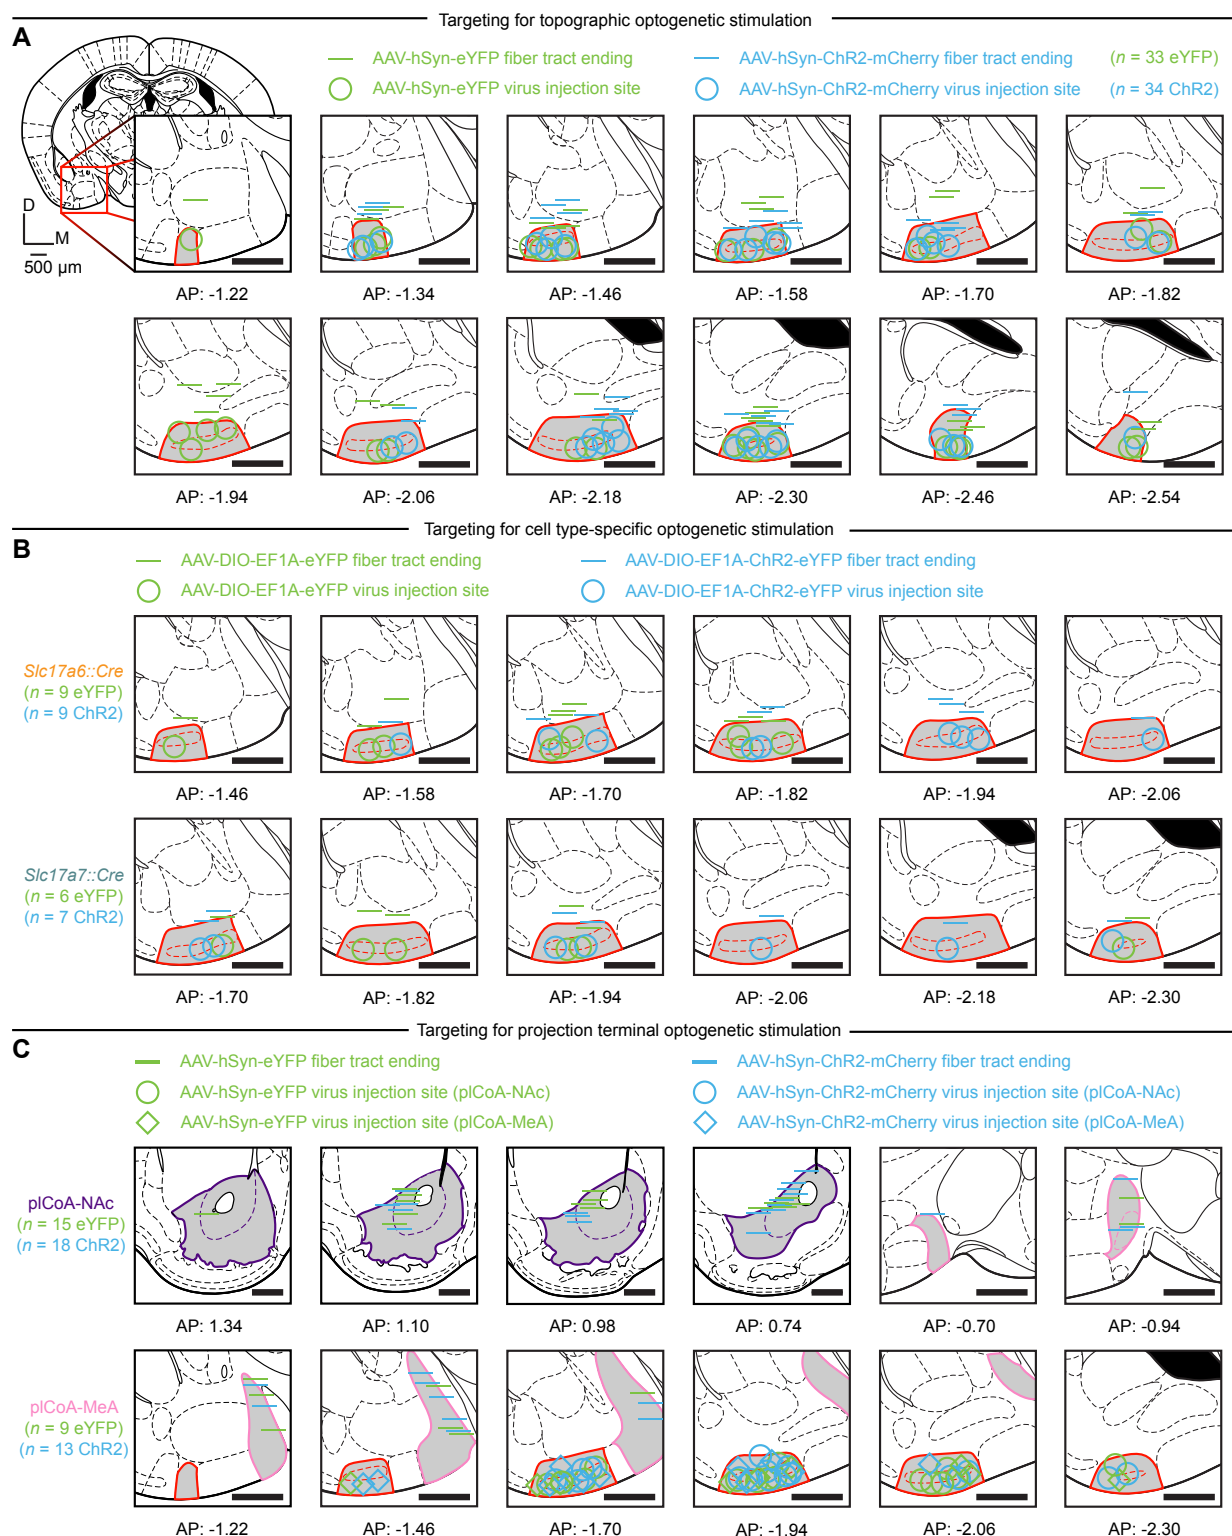 Targeting for topographic optogenetic stimulation
A
AAV-hSyn-eYFP fiber tract ending
AAV-hSyn-ChR2-mCherry fiber tract ending
(n = 33 eYFP)
AAV-hSyn-eYFP virus injection site
AAV-hSyn-ChR2-mCherry virus injection site
(n = 34 ChR2)
D
M
500 µm
AP: -1.22
AP: -1.34
AP: -1.46
AP: -1.58
AP: -1.70
AP: -1.82
AP: -1.94
AP: -2.06
AP: -2.18
AP: -2.30
AP: -2.46
AP: -2.54
Targeting for cell type-specific optogenetic stimulation
B
AAV-DIO-EF1A-eYFP fiber tract ending
AAV-DIO-EF1A-ChR2-eYFP fiber tract ending
AAV-DIO-EF1A-eYFP virus injection site
AAV-DIO-EF1A-ChR2-eYFP virus injection site
Slc17a6::Cre
(n = 9 eYFP)
(n = 9 ChR2)
AP: -1.46
AP: -1.58
AP: -1.70
AP: -1.82
AP: -1.94
AP: -2.06
Slc17a7::Cre
(n = 6 eYFP)
(n = 7 ChR2)
AP: -1.70
AP: -1.82
AP: -1.94
AP: -2.06
AP: -2.18
AP: -2.30
Targeting for projection terminal optogenetic stimulation
C
AAV-hSyn-eYFP fiber tract ending
AAV-hSyn-ChR2-mCherry fiber tract ending
AAV-hSyn-eYFP virus injection site (plCoA-NAc)
AAV-hSyn-ChR2-mCherry virus injection site (plCoA-NAc)
AAV-hSyn-eYFP virus injection site (plCoA-MeA)
AAV-hSyn-ChR2-mCherry virus injection site (plCoA-MeA)
plCoA-NAc
(n = 15 eYFP)
(n = 18 ChR2)
AP: 1.34
AP: 1.10
AP: 0.98
AP: 0.74
AP: -0.70
AP: -0.94
plCoA-MeA
(n = 9 eYFP)
(n = 13 ChR2)
AP: -1.22
AP: -1.46
AP: -1.70
AP: -1.94
AP: -2.06
AP: -2.30